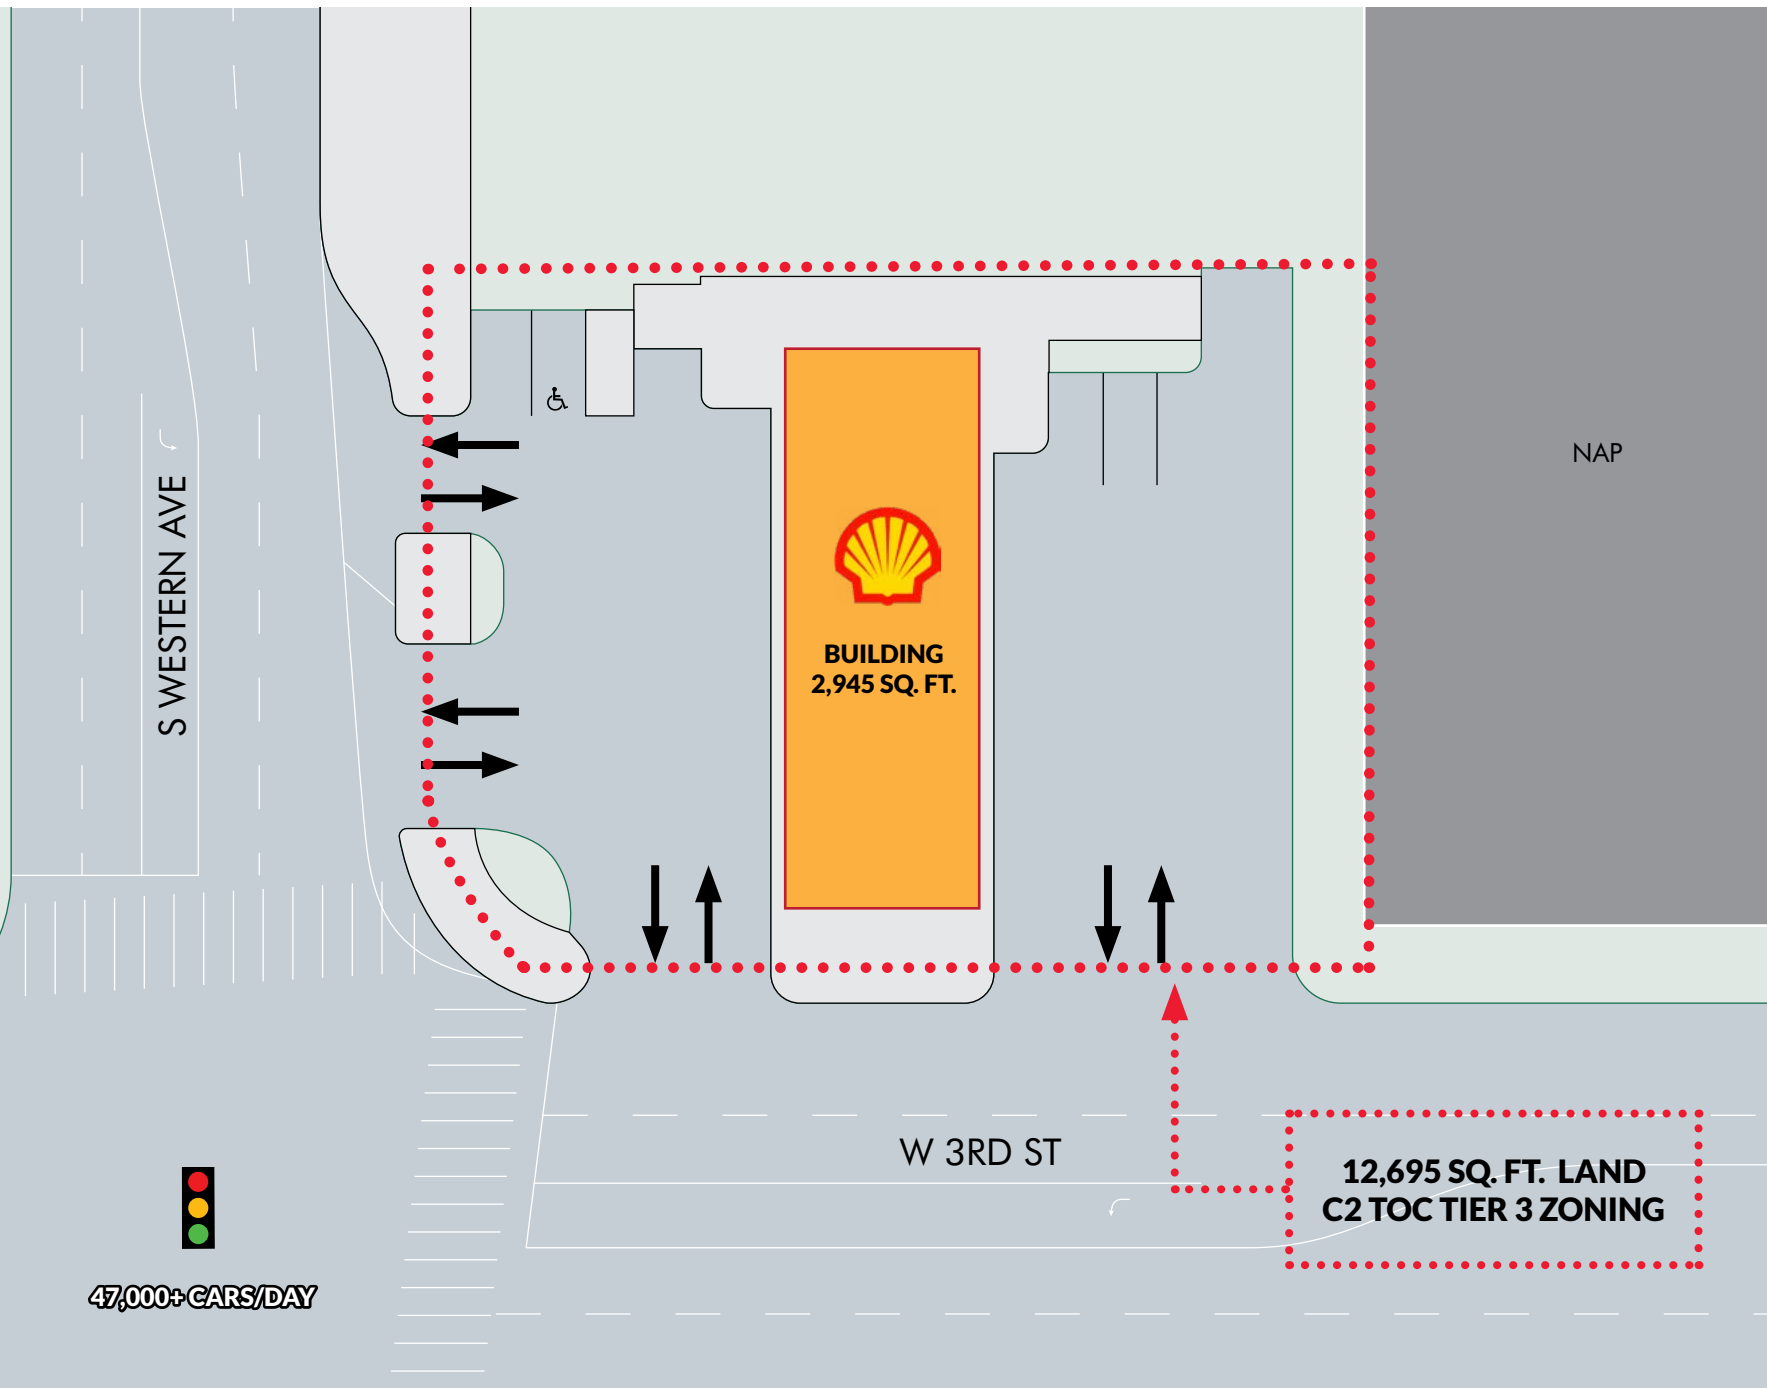 NAP
S WESTERN AVE
BUILDING
2,945 SQ. FT.
W 3RD ST
12,695 SQ. FT. LAND
C2 TOC TIER 3 ZONING
47,000+ CARS/DAY